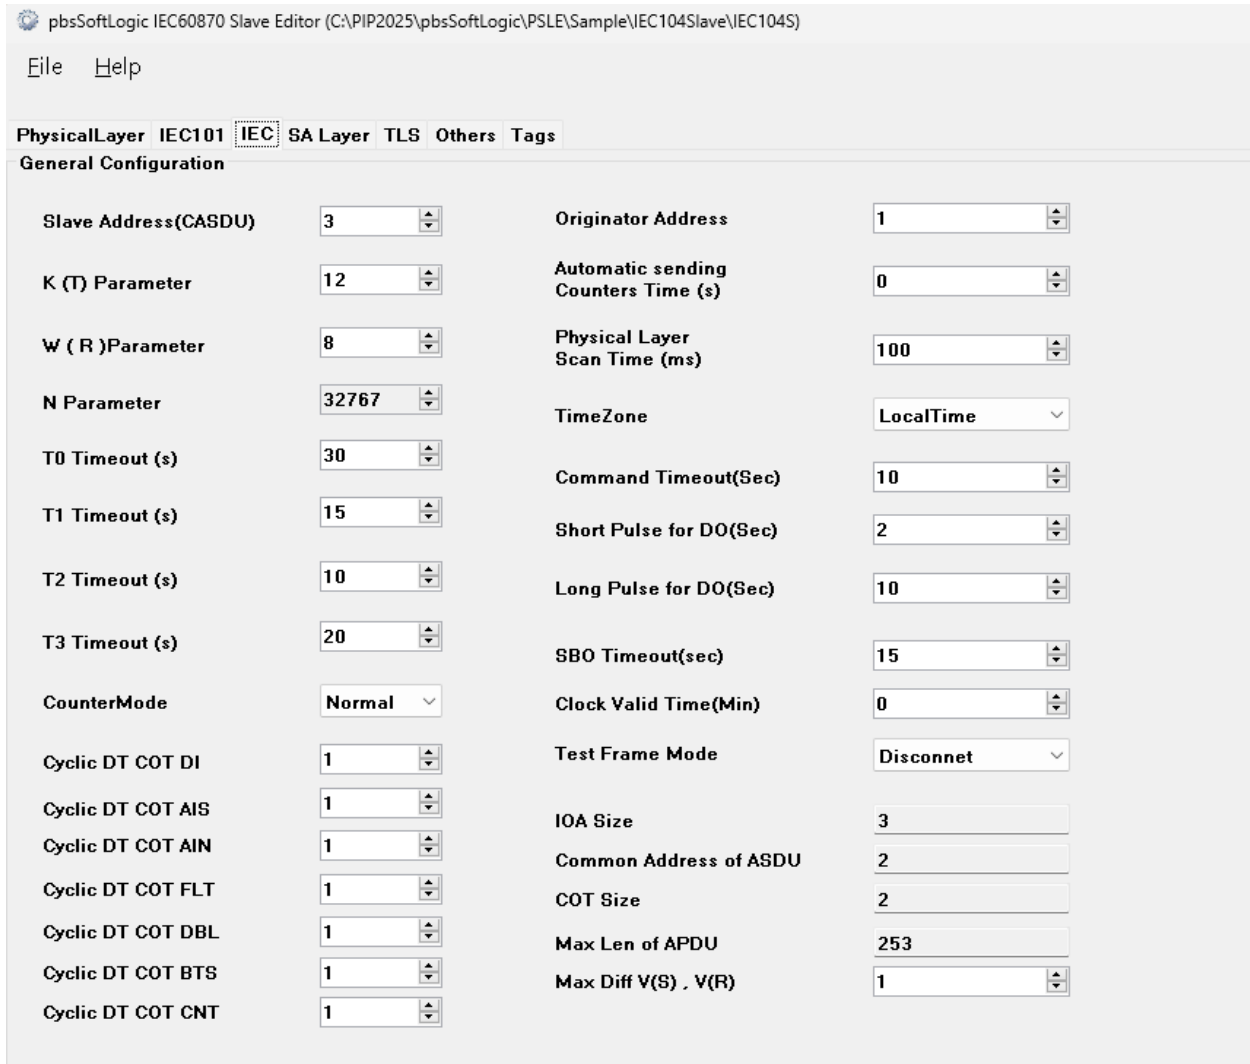 pbsSoftLogic IEC60870 Slave Editor (C:\PIP2025\pbsSoftLogic\PSLE\Sample\IEC104Slave\IEC104S)
File Help
PhysicalLayer IEC101 IEC SA Layer TLS Others Tags
General Configuration
Slave Address(CASDU) 3
K (T) Parameter 12
W ( R )Parameter 8
N Parameter 32767
T0 Timeout (s) 30
T1 Timeout (s) 15
T2 Timeout (s) 10
T3 Timeout (s) 20
CounterMode Normal
Cyclic DT COT DI 1
Cyclic DT COT AIS 1
Cyclic DT COT AIN 1
Cyclic DT COT FLT 1
Cyclic DT COT DBL 1
Cyclic DT COT BTS 1
Cyclic DT COT CNT 1
Originator Address 1
Automatic sending
Counters Time (s) 0
Physical Layer
Scan Time (ms) 100
TimeZone LocalTime
Command Timeout(Sec) 10
Short Pulse for DO(Sec) 2
Long Pulse for DO(Sec) 10
SBO Timeout(sec) 15
Clock Valid Time(Min) 0
Test Frame Mode Disconnet
IOA Size 3
Common Address of ASDU 2
COT Size 2
Max Len of APDU 253
Max Diff V(S) , V(R) 1